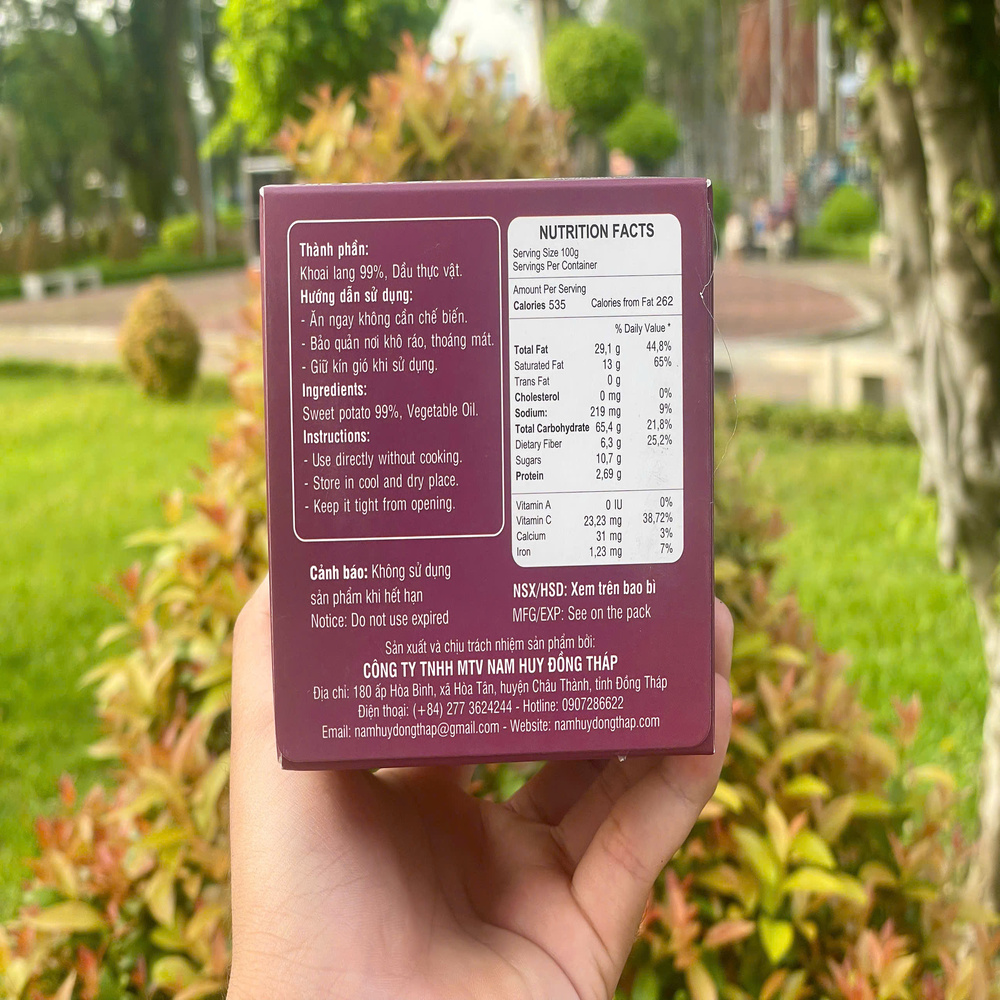 Thành phần:
Khoai lang 99%, Dầu thực vật.
Hướng dẫn sử dụng:
- Ăn ngay không cần chế biến.
- Bảo quản nơi khô ráo, thoáng mát.
- Giữ kín gió khi sử dụng.
Ingredients:
Sweet potato 99%, Vegetable Oil.
Instructions:
- Use directly without cooking.
- Store in cool and dry place.
- Keep it tight from opening.
NUTRITION FACTS
Serving Size 100g
Servings Per Container
Amount Per Serving
Calories 535 Calories from Fat 262
% Daily Value *
Total Fat 29,1 g 44,8%
Saturated Fat 13 g 65%
Trans Fat 0 g
Cholesterol 0 mg 0%
Sodium: 219 mg 9%
Total Carbohydrate 65,4 g 21,8%
Dietary Fiber 6,3 g 25,2%
Sugars 10,7 g
Protein 2,69 g
Vitamin A 0 IU 0%
Vitamin C 23,23 mg 38,72%
Calcium 31 mg 3%
Iron 1,23 mg 7%
Cảnh báo: Không sử dụng
sản phẩm khi hết hạn
Notice: Do not use expired
NSX/HSD: Xem trên bao bì
MFG/EXP: See on the pack
Sản xuất và chịu trách nhiệm sản phẩm bởi:
CÔNG TY TNHH MTV NAM HUY ĐỒNG THÁP
Địa chỉ: 180 ấp Hòa Bình, xã Hòa Tân, huyện Châu Thành, tỉnh Đồng Tháp
Điện thoại: (+84) 277 3624244 - Hotline: 0907286622
Email: namhuydongthap@gmail.com - Website: namhuydongthap.com